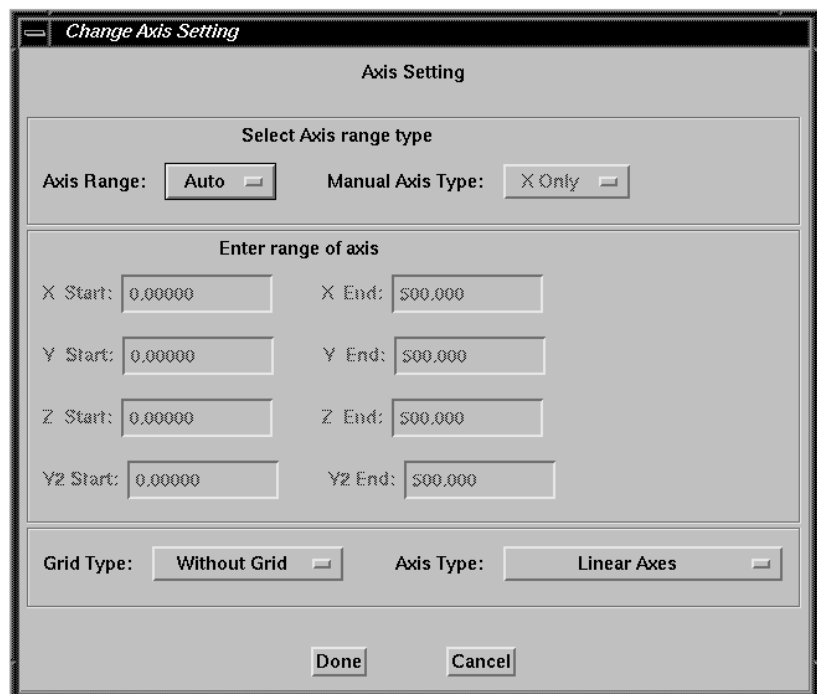 Change Axis Setting
Axis Setting
Select Axis range type
Axis Range: Auto Manual Axis Type: X Only
Enter range of axis
X Start: 0.00000 X End: 500.000
Y Start: 0.00000 Y End: 500.000
Z Start: 0.00000 Z End: 500.000
Y2 Start: 0.00000 Y2 End: 500.000
Grid Type: Without Grid Axis Type: Linear Axes
Done Cancel